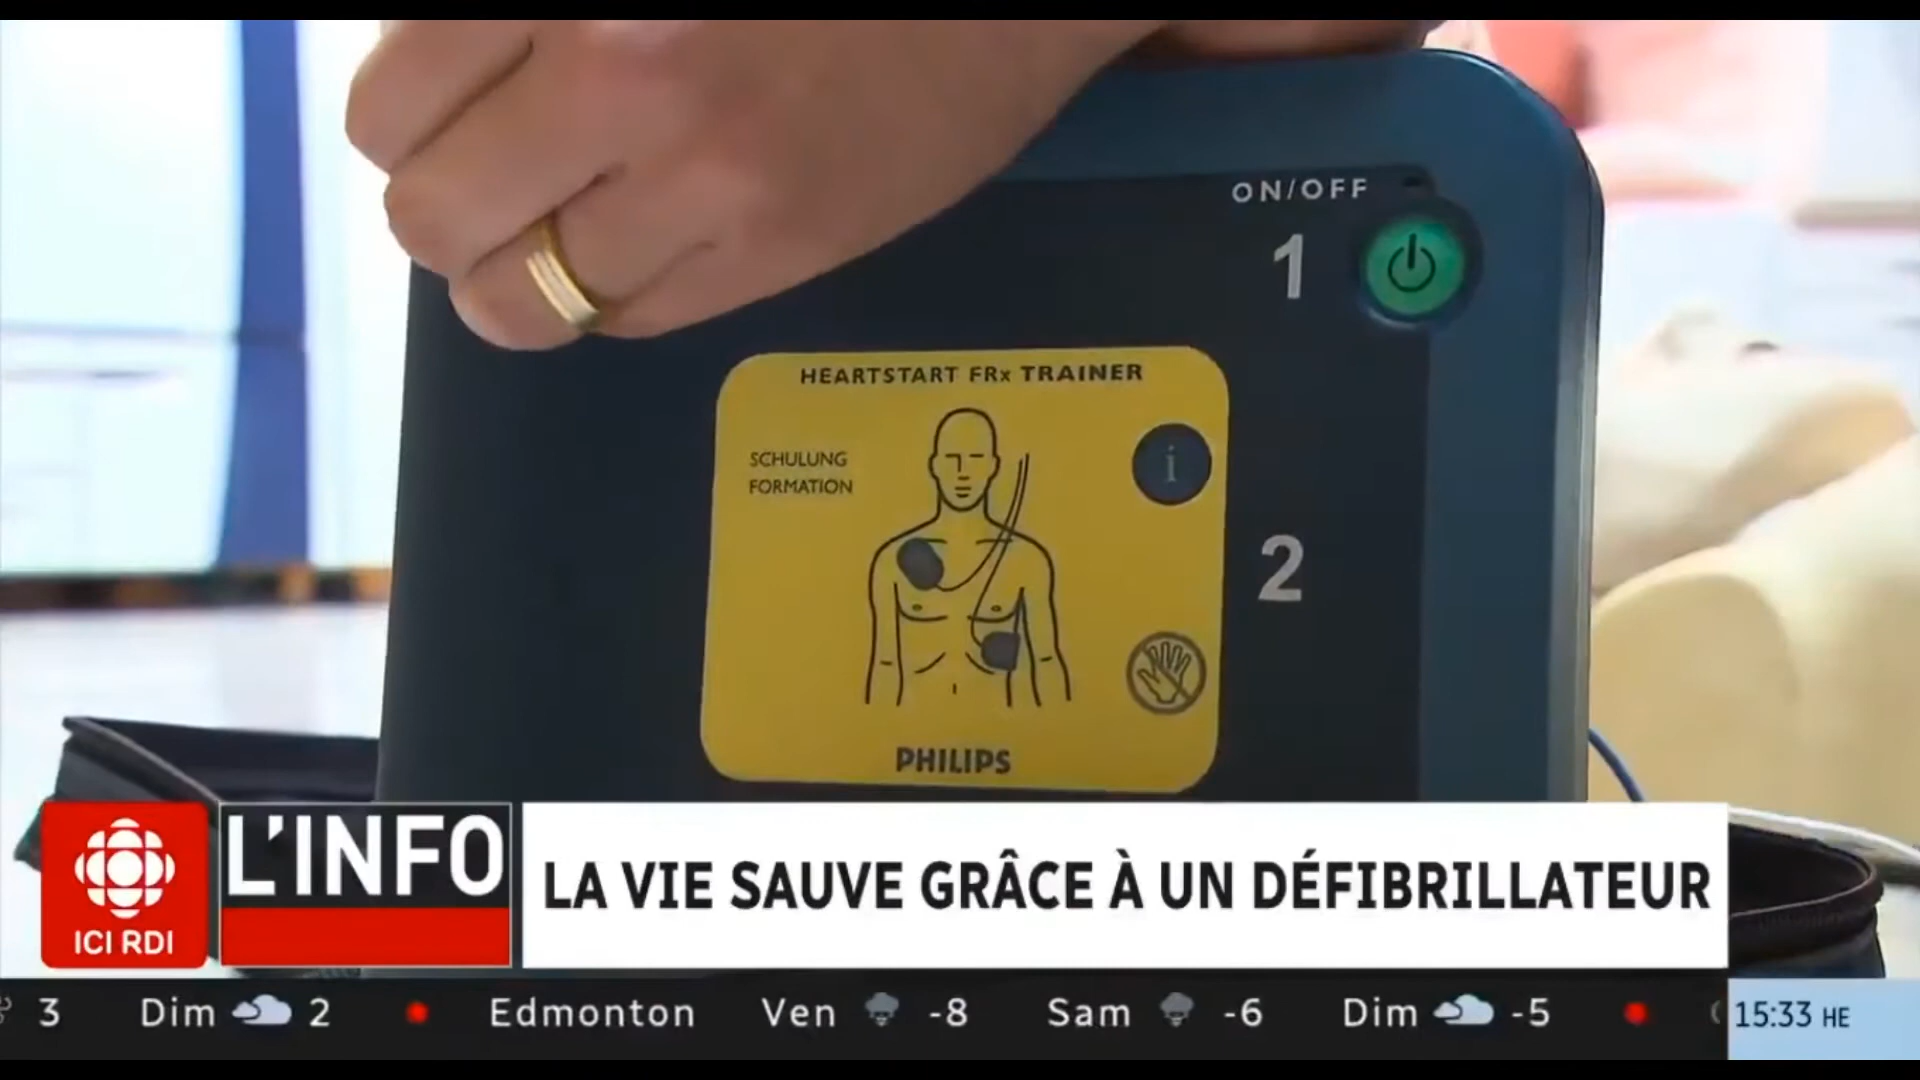 ON/OFF
1
HEARTSTART FRx TRAINER
SCHULUNG
FORMATION
i
2
PHILIPS
ICI RDI
L'INFO
LA VIE SAUVE GRÂCE À UN DÉFIBRILLATEUR
3 Dim 2 Edmonton Ven -8 Sam -6 Dim -5
15:33 HE